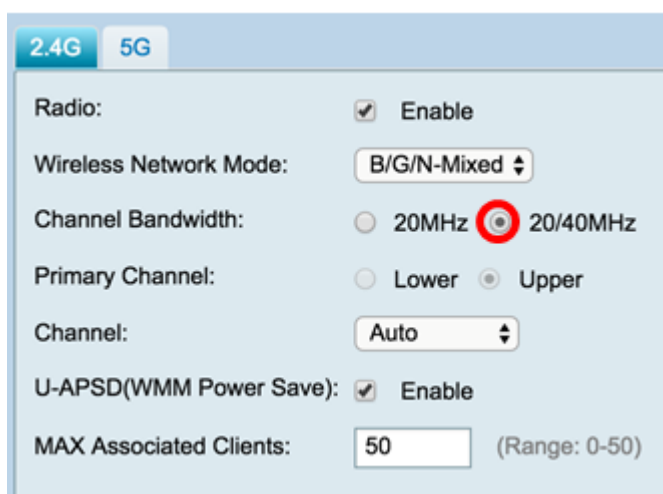 2.4G 5G
Radio: Enable
Wireless Network Mode: B/G/N-Mixed
Channel Bandwidth: 20MHz 20/40MHz
Primary Channel: Lower Upper
Channel: Auto
U-APSD(WMM Power Save): Enable
MAX Associated Clients: 50 (Range: 0-50)